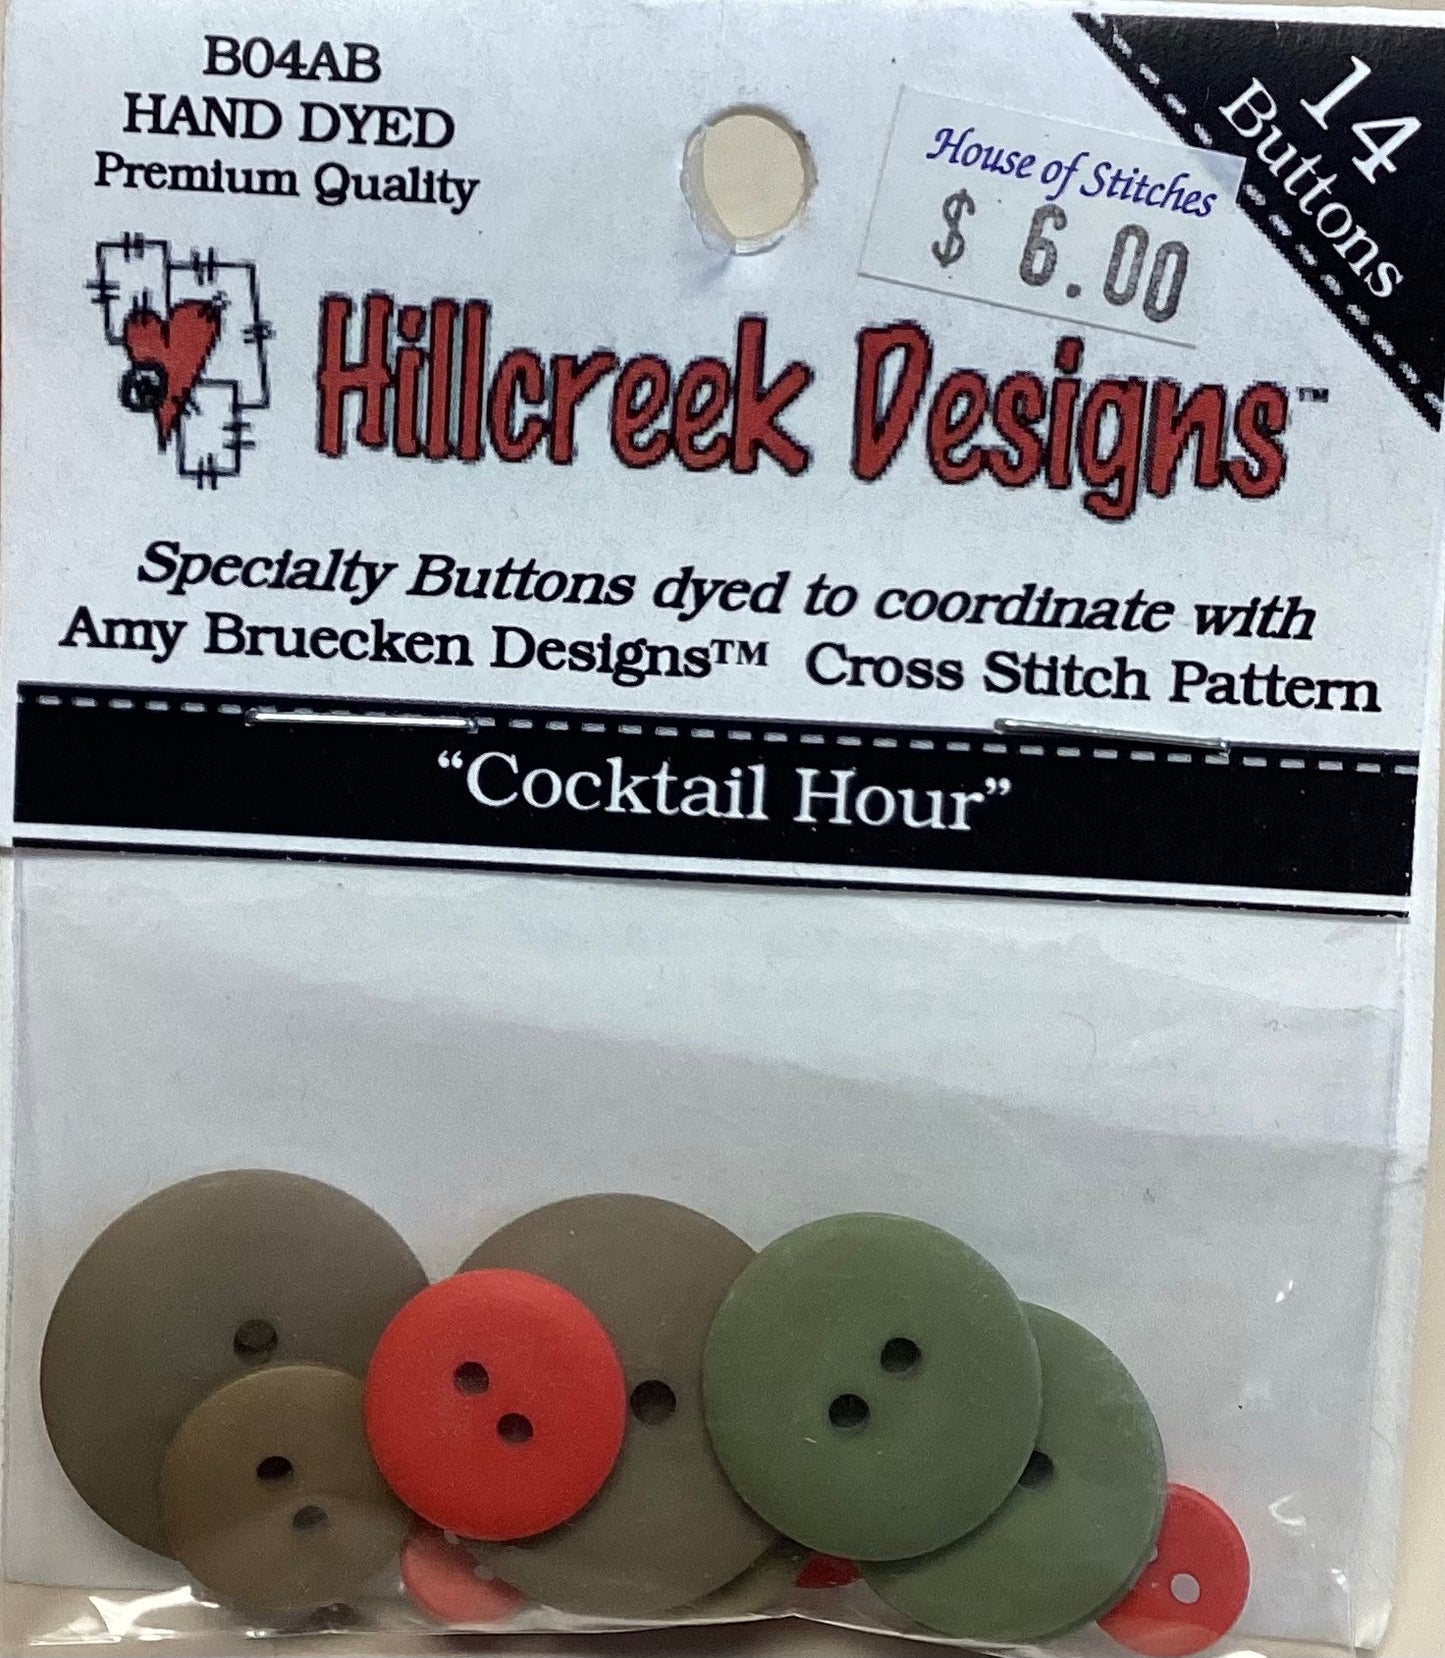 B04AB
HAND DYED
Premium Quality
14
Buttons
House of Stitches
$ 6.00
Hillcreek Designs™
Specialty Buttons dyed to coordinate with
Amy Bruecken Designs™ Cross Stitch Pattern
“Cocktail Hour”